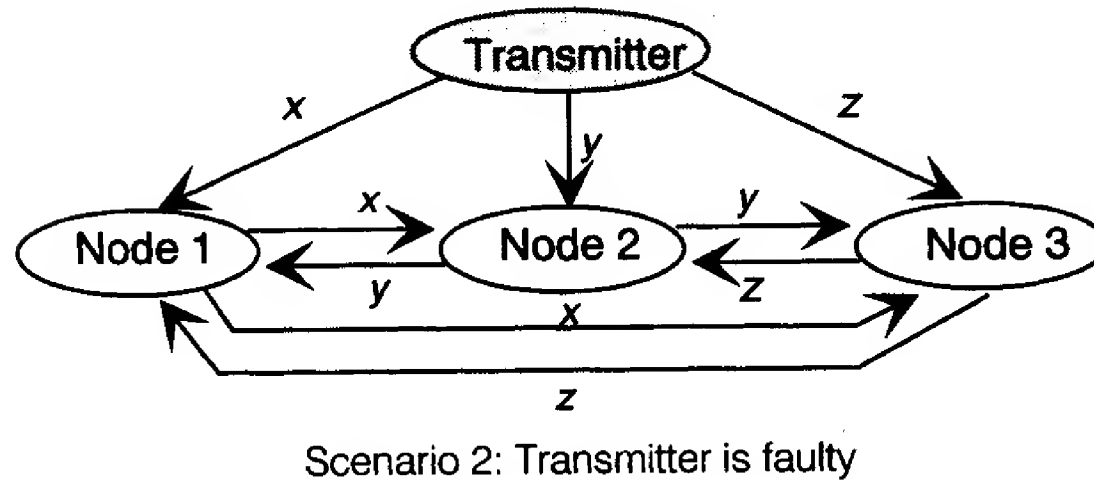 Transmitter
x
z
y
x
y
Node 1
Node 2
Node 3
y
z
x
z
Scenario 2: Transmitter is faulty